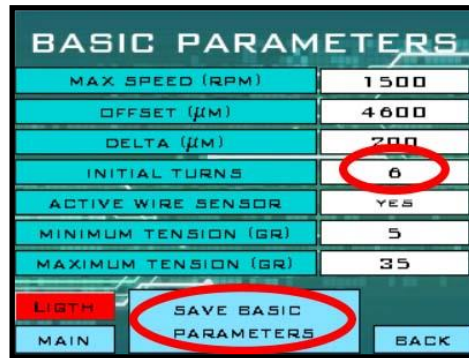 BASIC PARAMETERS
MAX SPEED (RPM) 1500
OFFSET (µM) 4600
DELTA (µM) 200
INITIAL TURNS 6
ACTIVE WIRE SENSOR YES
MINIMUM TENSION (GR) 5
MAXIMUM TENSION (GR) 35
LIGTH
SAVE BASIC
PARAMETERS
MAIN
BACK